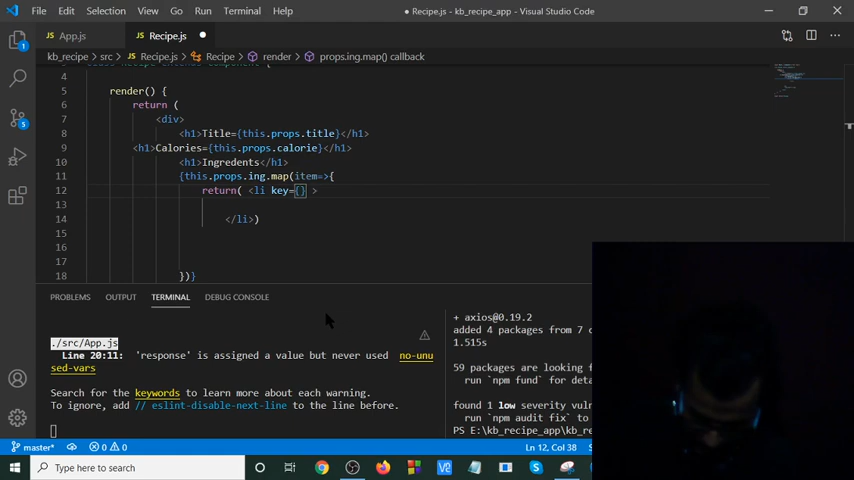 File Edit Selection View Go Run Terminal Help
● Recipe.js - kb_recipe_app - Visual Studio Code
App.js
Recipe.js
kb_recipe > src > Recipe.js > Recipe > render > props.ing.map() callback
4
5 render() {
6 return (
7 <div>
8 <h1>Title={this.props.title}</h1>
9 <h1>Calories={this.props.calorie}</h1>
10 <h1>Ingredents</h1>
11 {this.props.ing.map(item=>{
12 return( <li key={} >
13
14 </li>)
15
16
17
18 })}
PROBLEMS OUTPUT TERMINAL DEBUG CONSOLE
./src/App.js
Line 20:11: 'response' is assigned a value but never used no-unu
sed-vars
Search for the keywords to learn more about each warning.
To ignore, add // eslint-disable-next-line to the line before.
+ axios@0.19.2
added 4 packages from 7 c
1.515s
59 packages are looking f
run `npm fund` for deta
found 1 low severity vuln
run `npm audit fix` to
PS E:\kb_recipe_app\kb_re
master*
0
0
Ln 12, Col 38
Type here to search